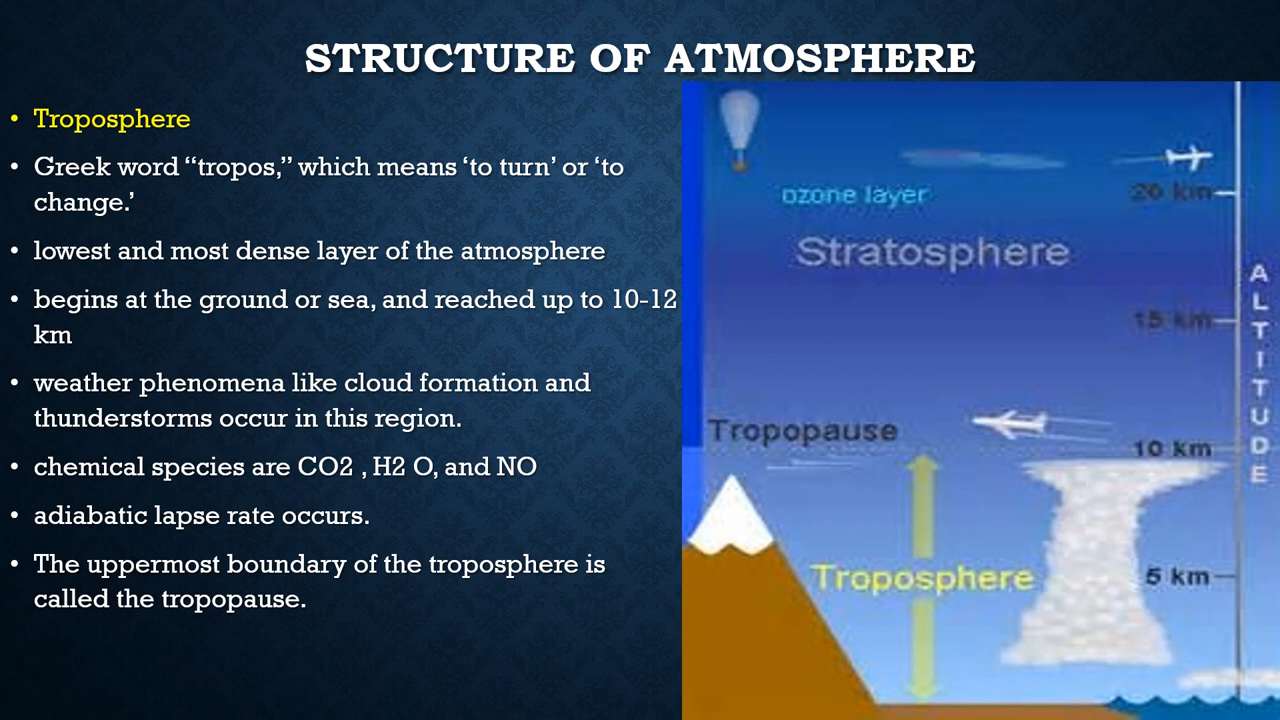 STRUCTURE OF ATMOSPHERE
• Troposphere
• Greek word “tropos,” which means ‘to turn’ or ‘to
change.’
• lowest and most dense layer of the atmosphere
• begins at the ground or sea, and reached up to 10-12
km
• weather phenomena like cloud formation and
thunderstorms occur in this region.
• chemical species are CO2 , H2 O, and NO
• adiabatic lapse rate occurs.
• The uppermost boundary of the troposphere is
called the tropopause.
20 km
ozone layer
Stratosphere
15 km
Tropopause
10 km
Troposphere
5 km
ALTITUDE